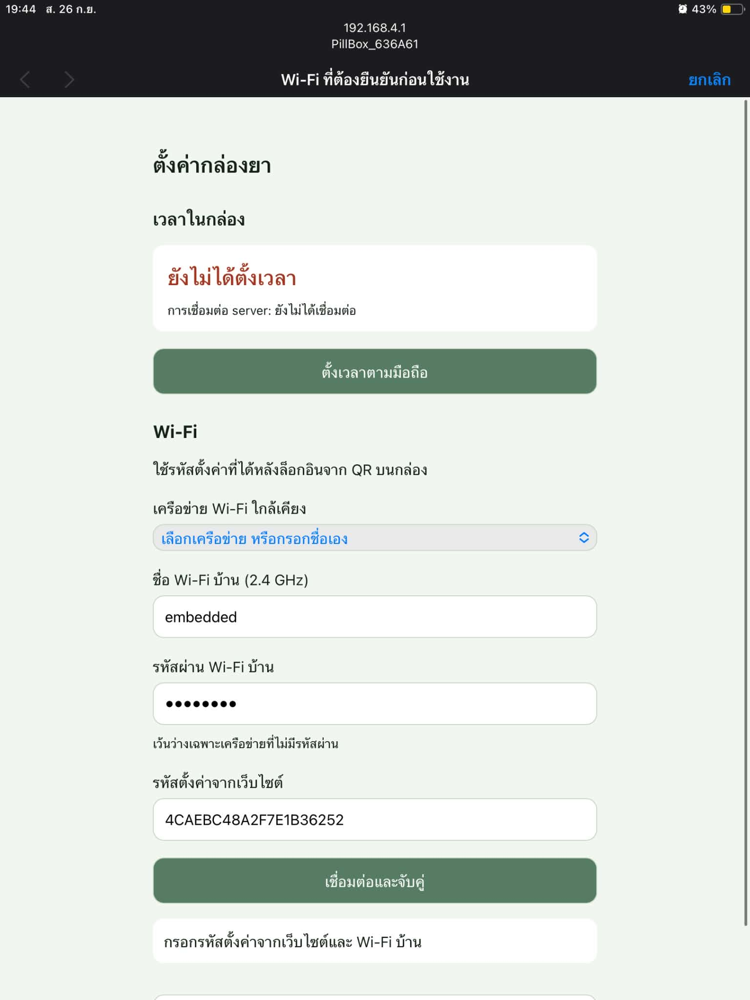 19:44 ส. 26 ก.ย.
43%
192.168.4.1
PillBox_636A61
Wi-Fi ที่ต้องยืนยันก่อนใช้งาน
ยกเลิก
ตั้งค่ากล่องยา
เวลาในกล่อง
ยังไม่ได้ตั้งเวลา
การเชื่อมต่อ server: ยังไม่ได้เชื่อมต่อ
ตั้งเวลาตามมือถือ
Wi-Fi
ใช้รหัสตั้งค่าที่ได้หลังล็อกอินจาก QR บนกล่อง
เครือข่าย Wi-Fi ใกล้เคียง
เลือกเครือข่าย หรือกรอกชื่อเอง
ชื่อ Wi-Fi บ้าน (2.4 GHz)
embedded
รหัสผ่าน Wi-Fi บ้าน
••••••••
เว้นว่างเฉพาะเครือข่ายที่ไม่มีรหัสผ่าน
รหัสตั้งค่าจากเว็บไซต์
4CAEBC48A2F7E1B36252
เชื่อมต่อและจับคู่
กรอกรหัสตั้งค่าจากเว็บไซต์และ Wi-Fi บ้าน